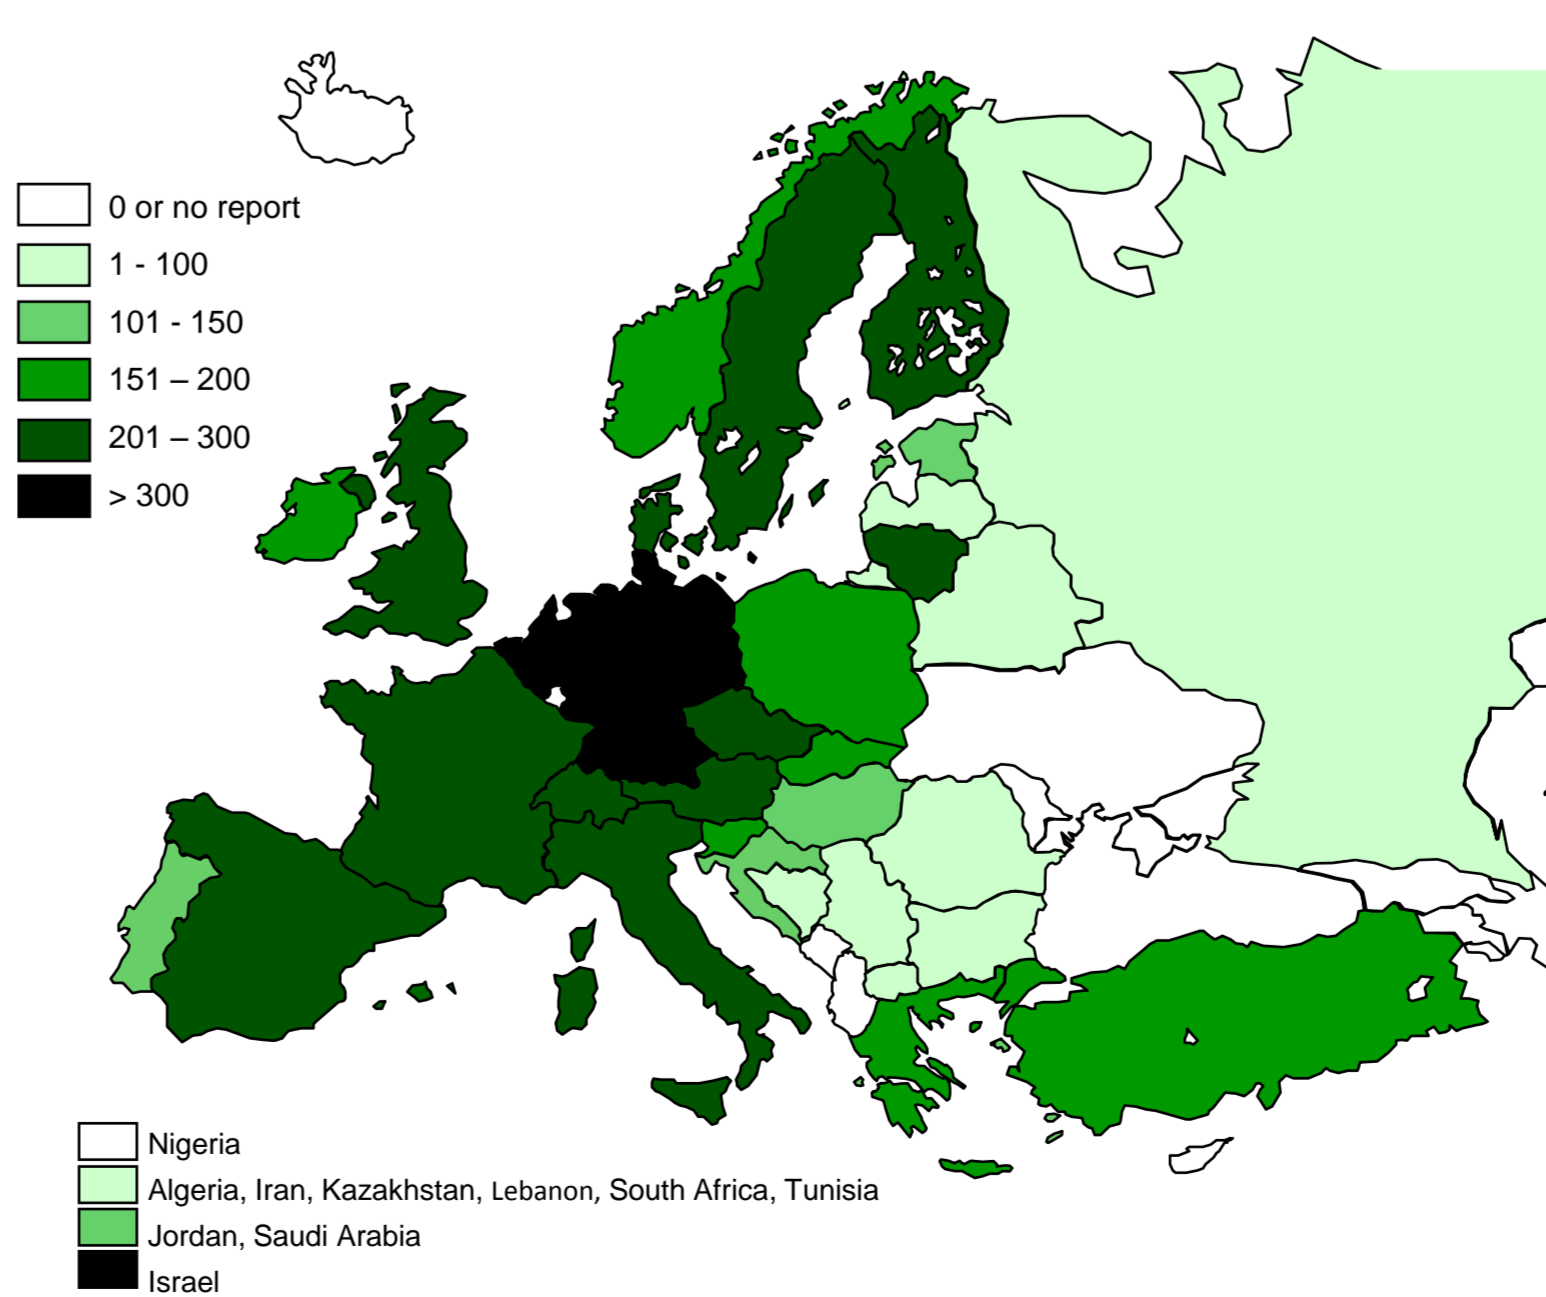 0 or no report
1 - 100
101 - 150
151 – 200
201 – 300
> 300
Nigeria
Algeria, Iran, Kazakhstan, Lebanon, South Africa, Tunisia
Jordan, Saudi Arabia
Israel